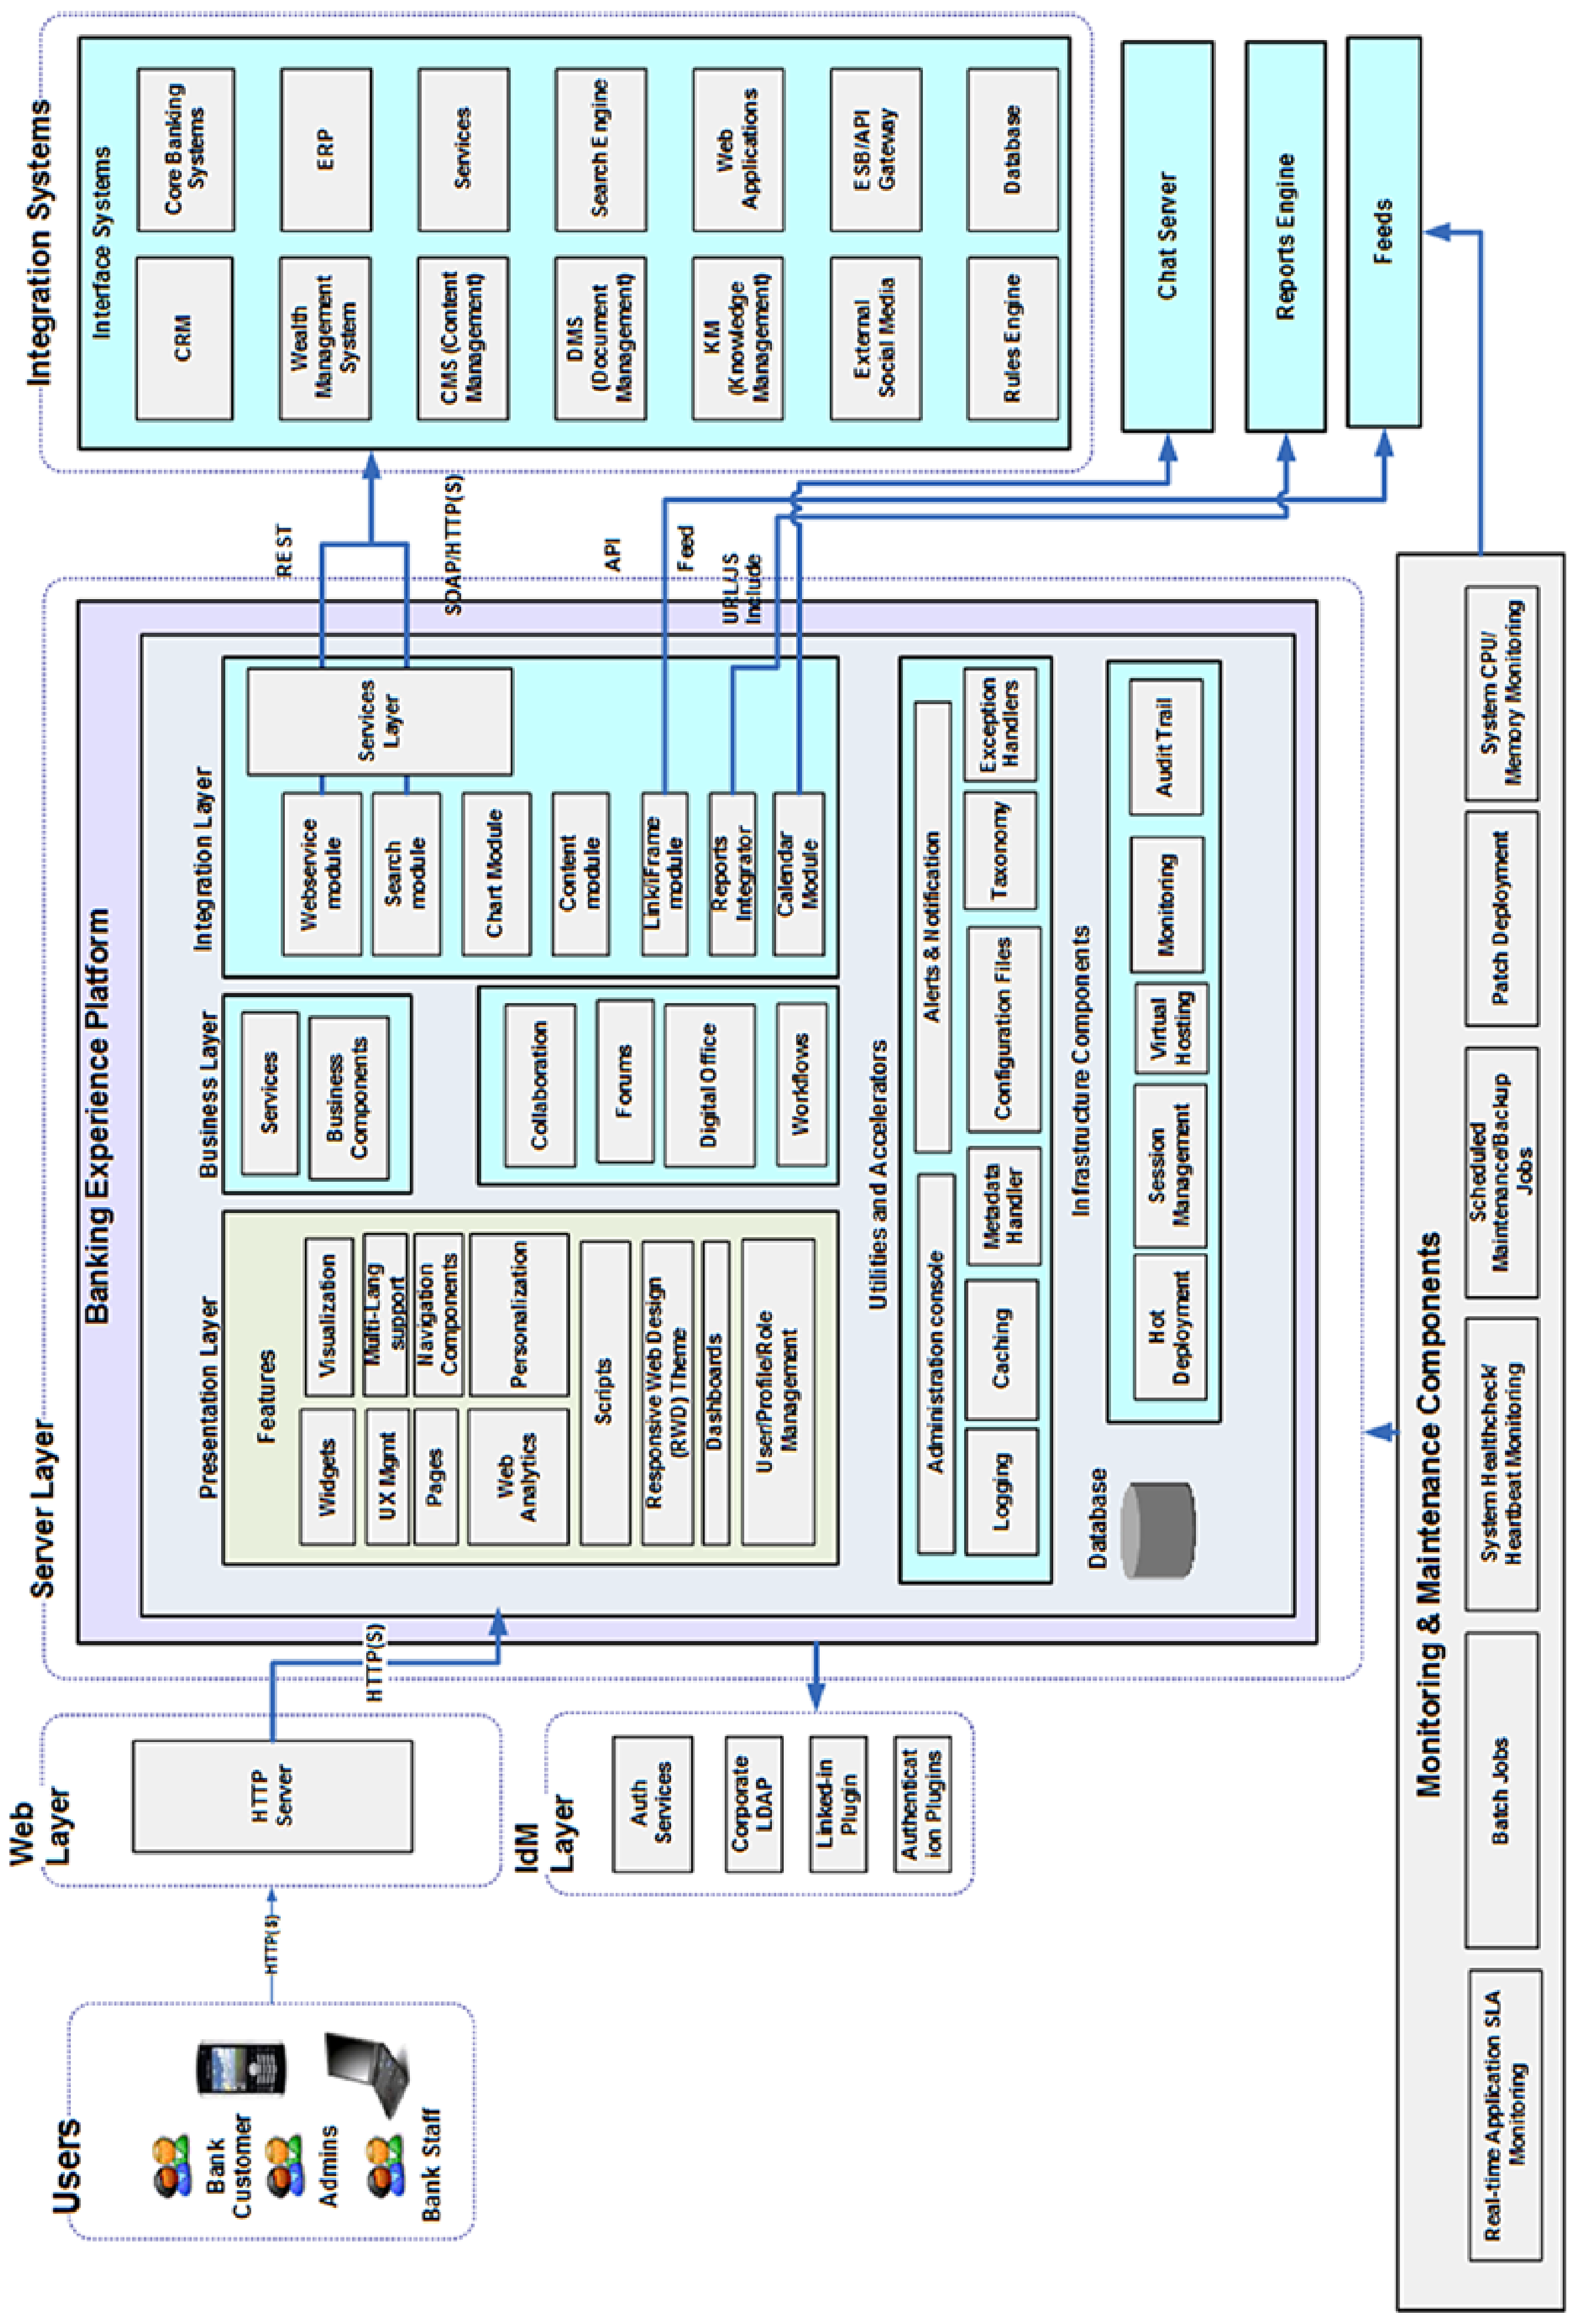 Users
Bank
Customer
Admins
Bank Staff
HTTP($)
Web
Layer
HTTP
Server
HTTP(S)
IdM
Layer
Auth
Services
Corporate
LDAP
Linked-in
Plugin
Authenticat
ion Plugins
Server Layer
Banking Experience Platform
Presentation Layer
Features
Widgets
Visualization
UX Mgmt
Multi-Lang
support
Pages
Navigation
Components
Web
Analytics
Personalization
Scripts
Responsive Web Design
(RWD) Theme
Dashboards
User/Profile/Role
Management
Business Layer
Services
Business
Components
Collaboration
Forums
Digital Office
Workflows
Integration Layer
Webservice
module
Search
module
Chart Module
Content
module
Link/iFrame
module
Reports
Integrator
Calendar
Module
Services
Layer
Utilities and Accelerators
Administration console
Alerts & Notification
Logging
Caching
Metadata
Handler
Configuration Files
Taxonomy
Exception
Handlers
Database
Infrastructure Components
Hot
Deployment
Session
Management
Virtual
Hosting
Monitoring
Audit Trail
REST
SOAP/HTTP(S)
API
Feed
URL/JS
Include
Integration Systems
Interface Systems
CRM
Core Banking
Systems
Wealth
Management
System
ERP
CMS (Content
Management)
Services
DMS
(Document
Management)
Search Engine
KM
(Knowledge
Management)
Web
Applications
External
Social Media
ESB/API
Gateway
Rules Engine
Database
Chat Server
Reports Engine
Feeds
Monitoring & Maintenance Components
Real-time Application SLA
Monitoring
Batch Jobs
System Healthcheck/
Heartbeat Monitoring
Scheduled
Maintenance/Backup
Jobs
Patch Deployment
System CPU/
Memory Monitoring